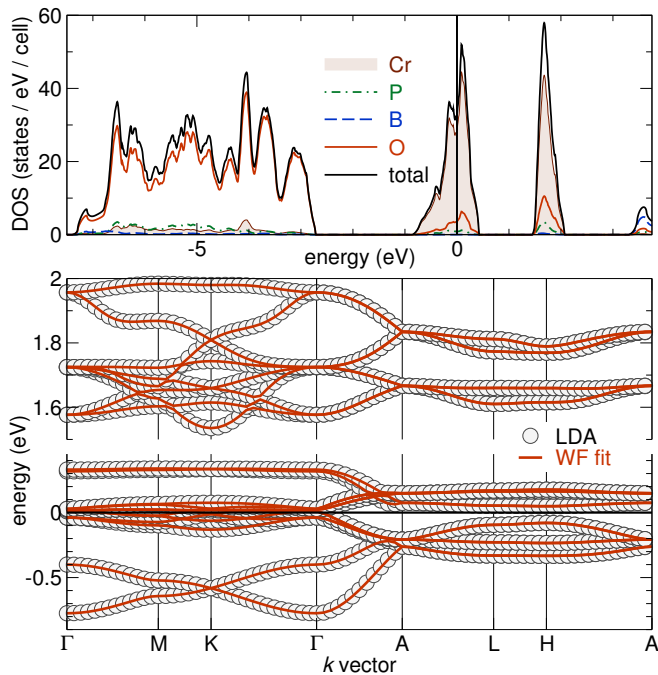 60
40
20
0
DOS (states / eV / cell)
Cr
P
B
O
total
-5
0
energy (eV)
2
1.8
1.6
0
-0.5
energy (eV)
LDA
WF fit
Γ
M
K
Γ
A
L
H
A
k vector